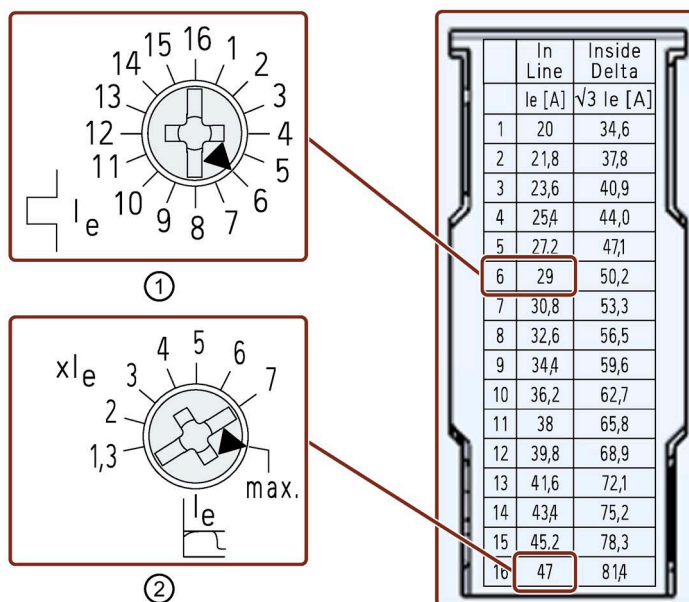 16
15
1
14
2
13
3
12
4
11
5
10
6
9
7
8
Ie
1
5
4
6
xIe
3
7
2
1,3
max.
Ie
2
In Line Inside Delta
Ie [A] √3 Ie [A]
1 20 34,6
2 21,8 37,8
3 23,6 40,9
4 25,4 44,0
5 27.2 47,1
6 29 50,2
7 30,8 53,3
8 32,6 56,5
9 34,4 59,6
10 36,2 62,7
11 38 65,8
12 39,8 68,9
13 41,6 72,1
14 43,4 75,2
15 45,2 78,3
16 47 81,4